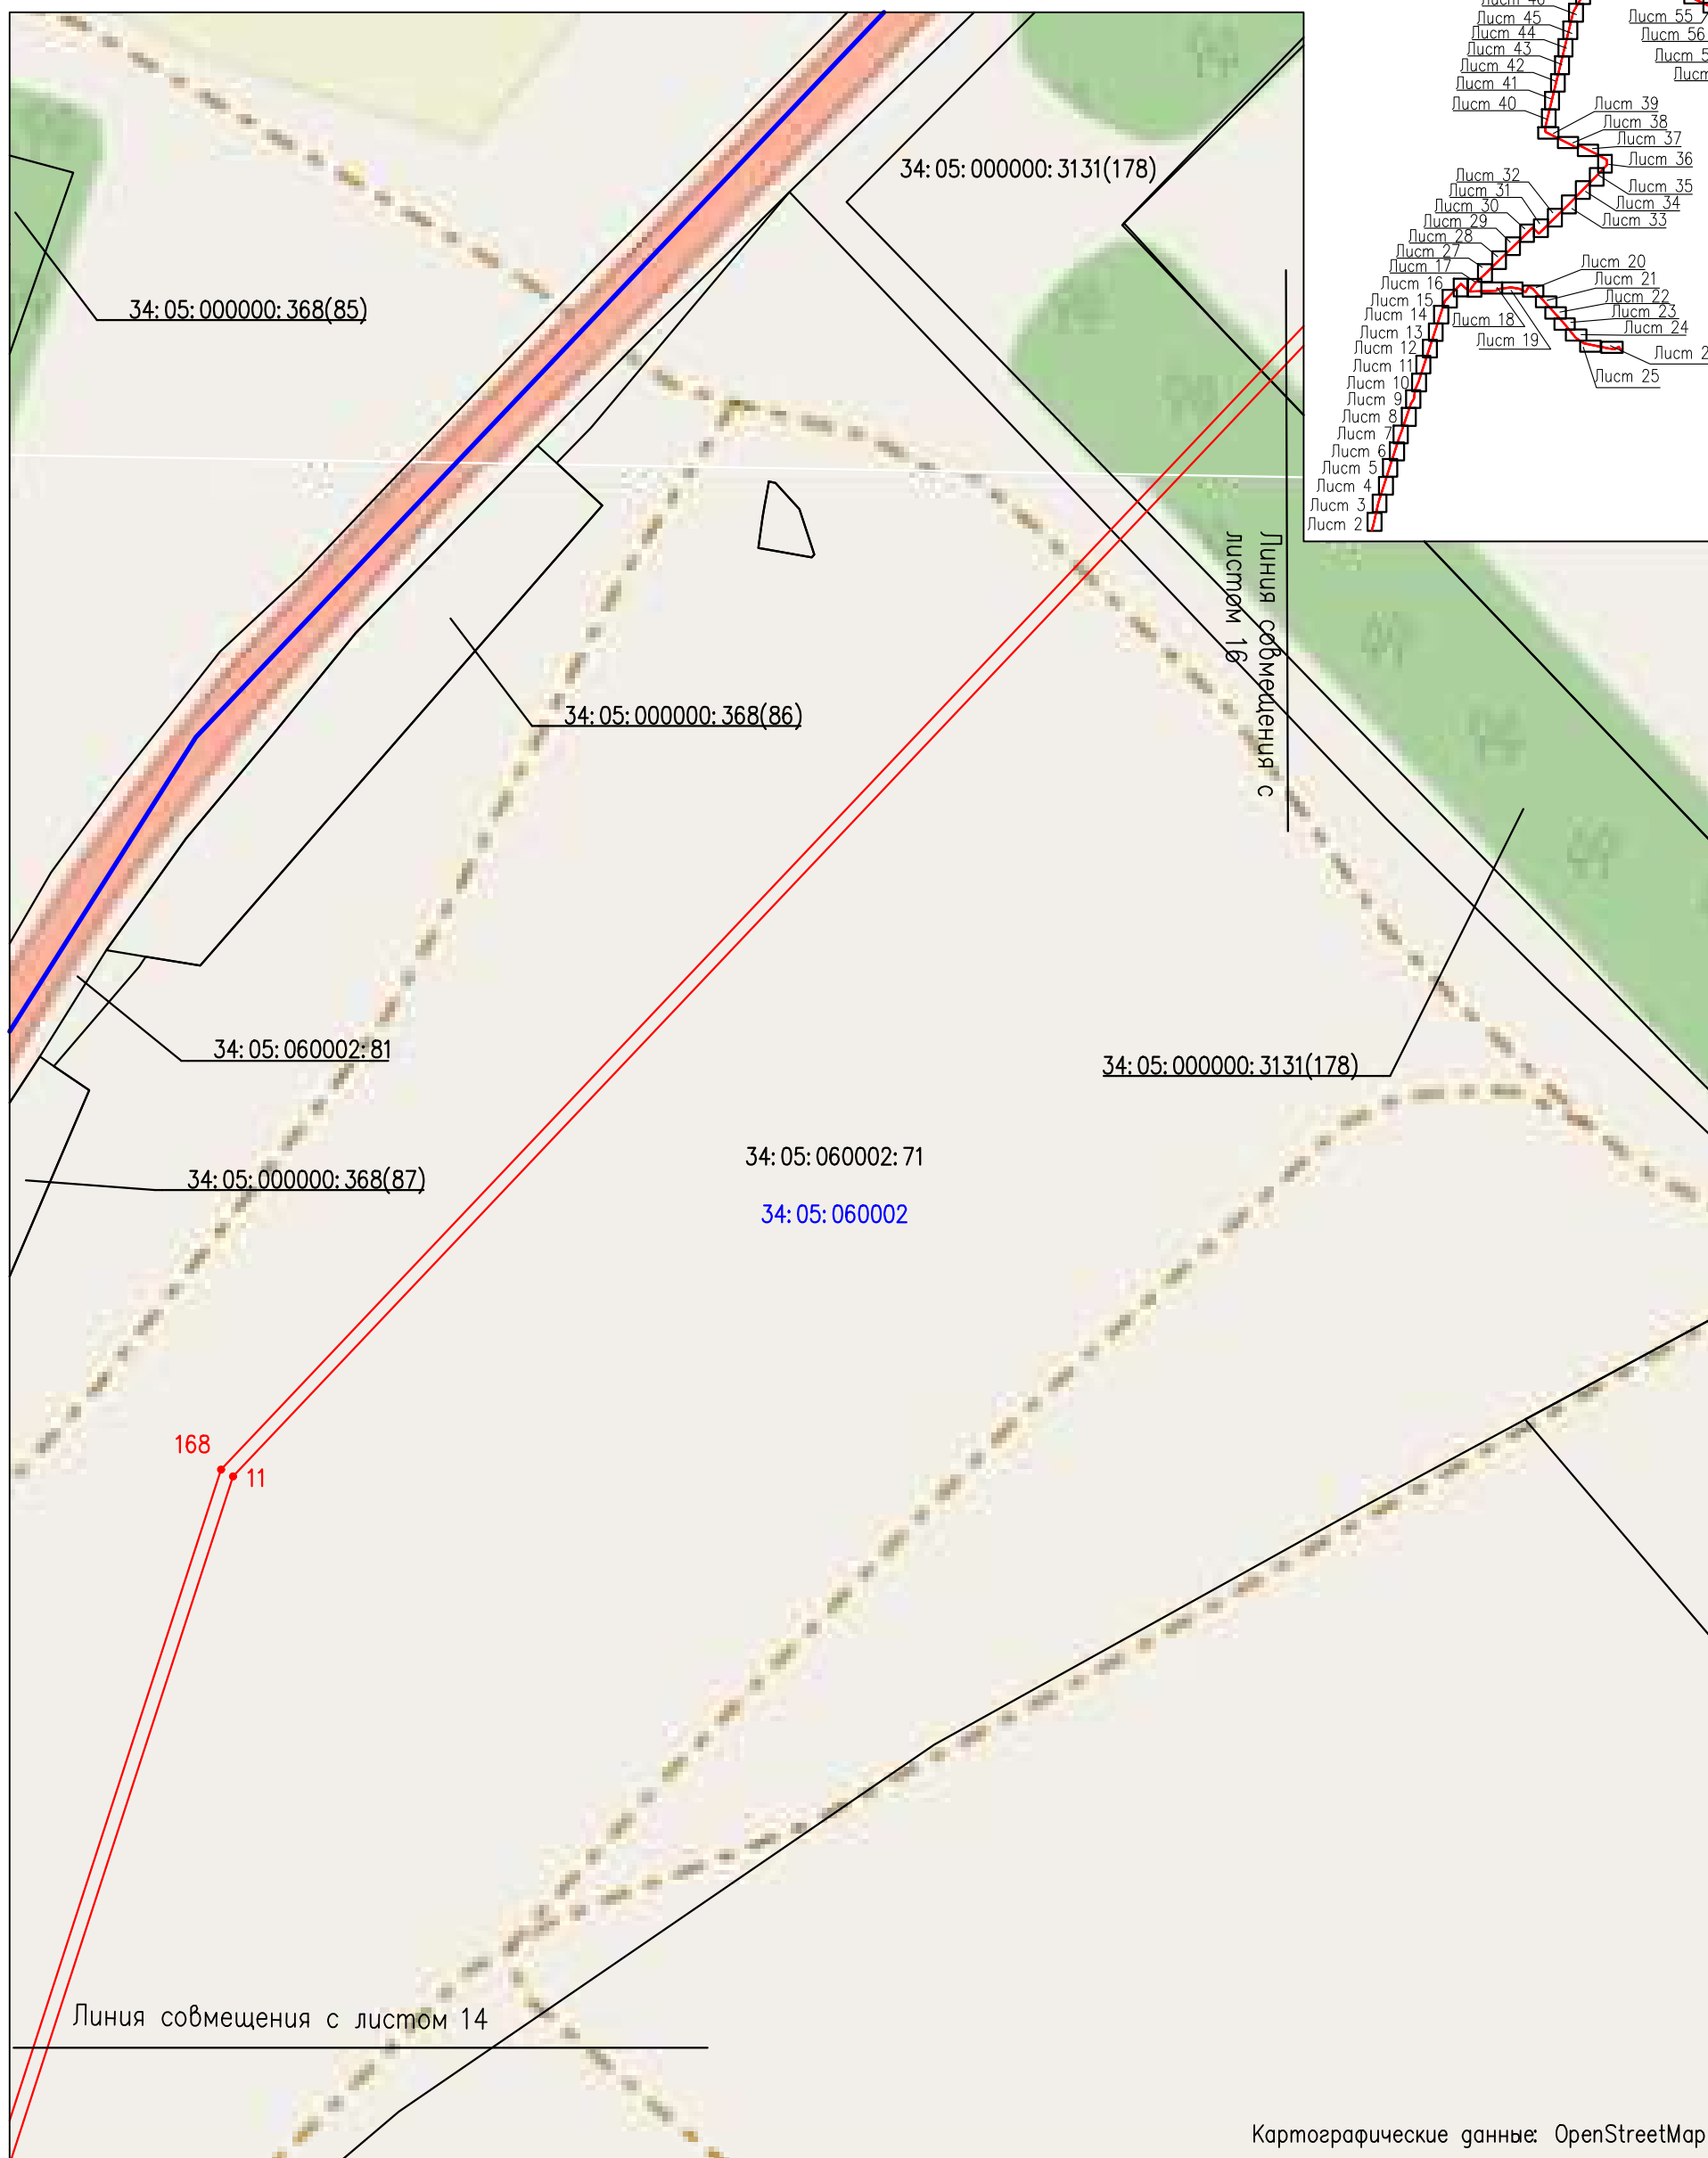 Лист 45
Лист 44
Лист 43
Лист 42
Лист 41
Лист 40
Лист 55
Лист 56
Лист 39
Лист 38
Лист 37
Лист 36
Лист 35
Лист 34
Лист 33
Лист 32
Лист 31
Лист 30
Лист 29
Лист 28
Лист 27
Лист 17
Лист 16
Лист 15
Лист 14
Лист 13
Лист 12
Лист 11
Лист 10
Лист 9
Лист 8
Лист 7
Лист 6
Лист 5
Лист 4
Лист 3
Лист 2
Лист 18
Лист 19
Лист 20
Лист 21
Лист 22
Лист 23
Лист 24
Лист 25
34:05:000000:3131(178)
34:05:000000:368(85)
Линия совмещения с
листом 16
34:05:000000:368(86)
34:05:060002:81
34:05:000000:3131(178)
34:05:060002:71
34:05:000000:368(87)
34:05:060002
168
11
Линия совмещения с листом 14
Картографические данные: OpenStreetMap